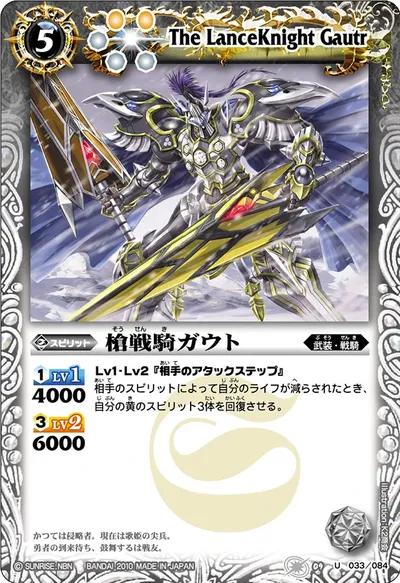 5
The LanceKnight Gautr
スピリット
槍戦騎ガウト
武装・戦騎
1 LV1
4000
3 LV2
6000
Lv1・Lv2『相手のアタックステップ』
相手のスピリットによって自分のライフが減らされたとき、
自分の黄のスピリット3体を回復させる。
かつては侵略者。現在は歌姫の尖兵。
勇者の到来待ち、鼓舞するは戦友。
© SUNRISE,NBN BANDAI 2010 MADE IN JAPAN
U 033/084